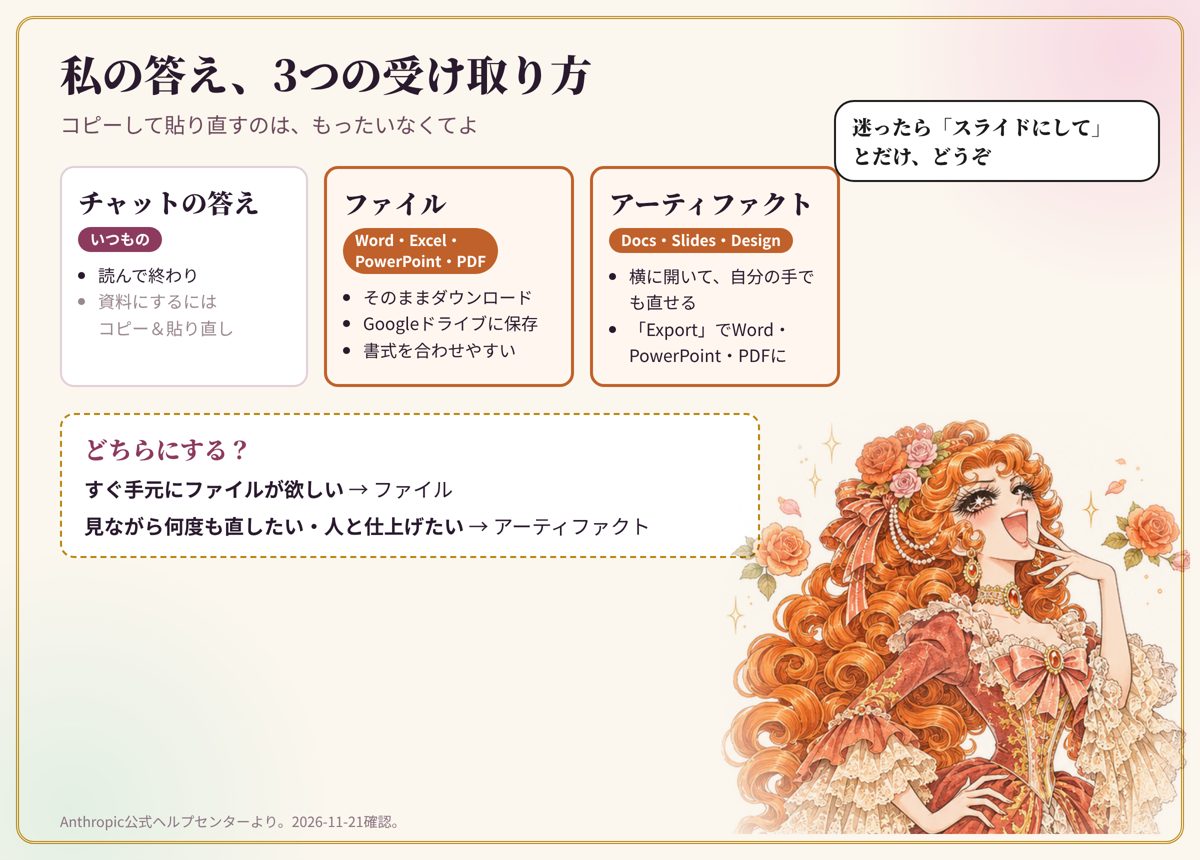 私の答え、3つの受け取り方
コピーして貼り直すのは、もったいなくてよ
迷ったら「スライドにして」
とだけ、どうぞ
チャットの答え
いつもの
読んで終わり
資料にするには
コピー＆貼り直し
ファイル
Word・Excel・
PowerPoint・PDF
そのままダウンロード
Googleドライブに保存
書式を合わせやすい
アーティファクト
Docs・Slides・Design
横に開いて、自分の手で
も直せる
「Export」でWord・
PowerPoint・PDFに
どちらにする？
すぐ手元にファイルが欲しい → ファイル
見ながら何度も直したい・人と仕上げたい → アーティファクト
Anthropic公式ヘルプセンターより。2026-11-21確認。